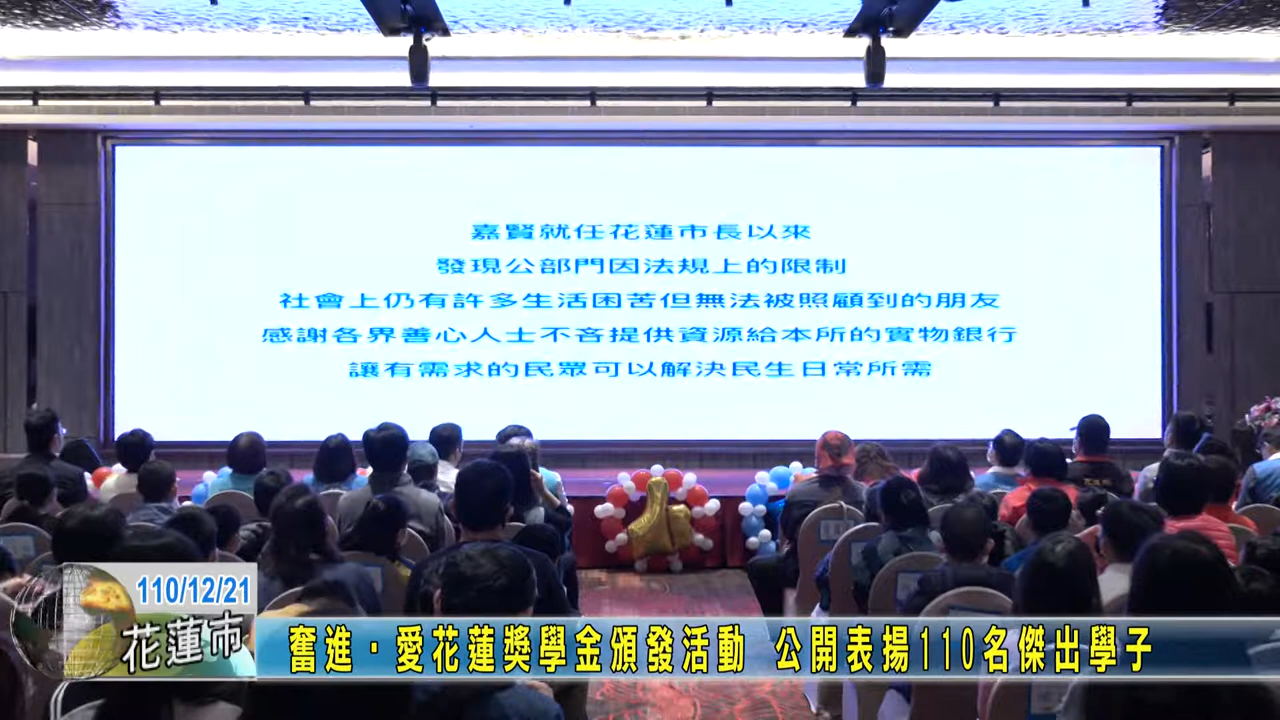 嘉賢就任花蓮市長以來
發現公部門因法規上的限制
社會上仍有許多生活困苦但無法被照顧到的朋友
感謝各界善心人士不吝提供資源給本所的實物銀行
讓有需求的民眾可以解決民生日常所需
110/12/21
花蓮市
奮進·愛花蓮獎學金頒發活動 公開表揚110名傑出學子